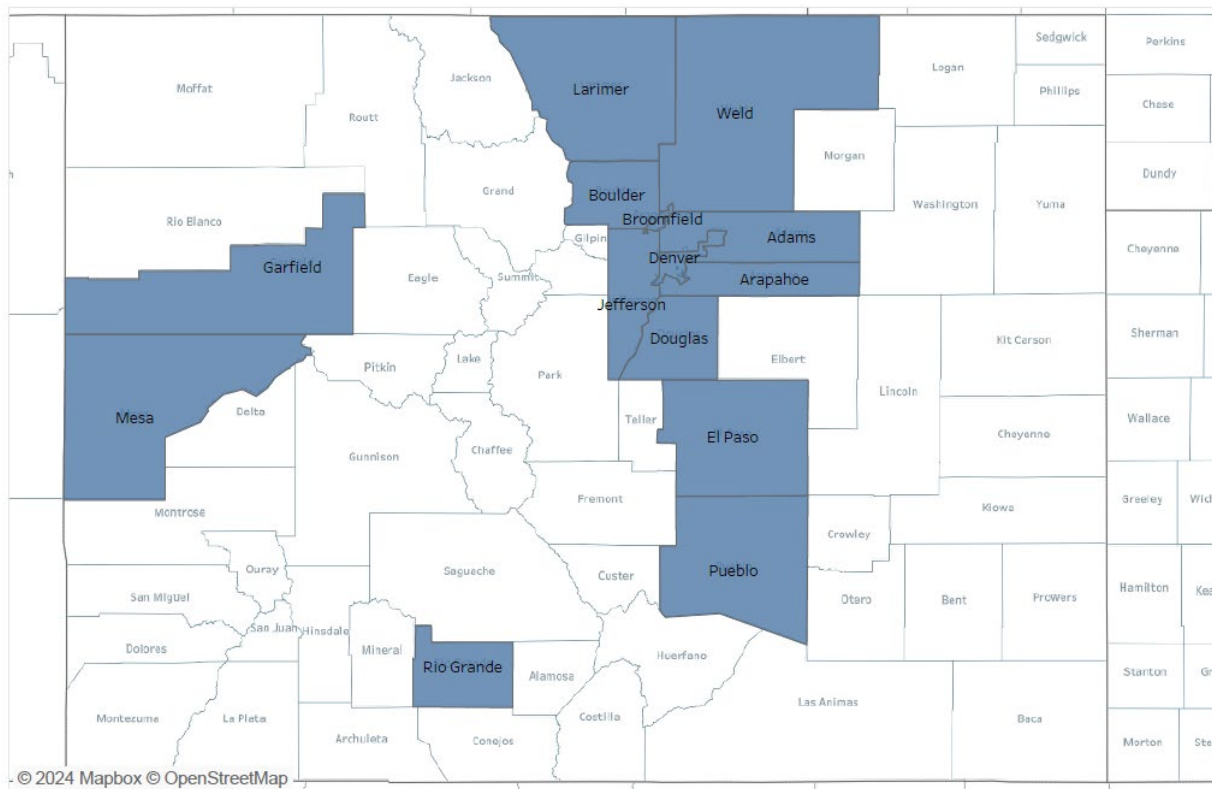 Sedgwick
Perkins
Logan
Jackson
Moffat
Larimer
Phillips
Chase
Weld
Routt
Morgan
Dundy
Grand
Boulder
Washington
Yuma
Rio Blanco
Broomfield
Gilpin
Adams
Cheyenne
Denver
Garfield
Eagle
Summit
Arapahoe
Jefferson
Sherman
Douglas
Kit Carson
Elbert
Pitkin
Lake
Park
Lincoln
Delta
Mesa
Teller
Wallace
El Paso
Cheyenne
Chaffee
Gunnison
Fremont
Greeley
Wich
Kiowa
Montrose
Crowley
Ouray
Saguache
Custer
Pueblo
Hamilton
Kea
San Miguel
Otero
Bent
Prowers
San Juan
Hinsdale
Mineral
Dolores
Rio Grande
Huerfano
Alamosa
Stanton
Gr
Montezuma
La Plata
Costilla
Las Animas
Baca
Archuleta
Conejos
Morton
Ste
© 2024 Mapbox © OpenStreetMap